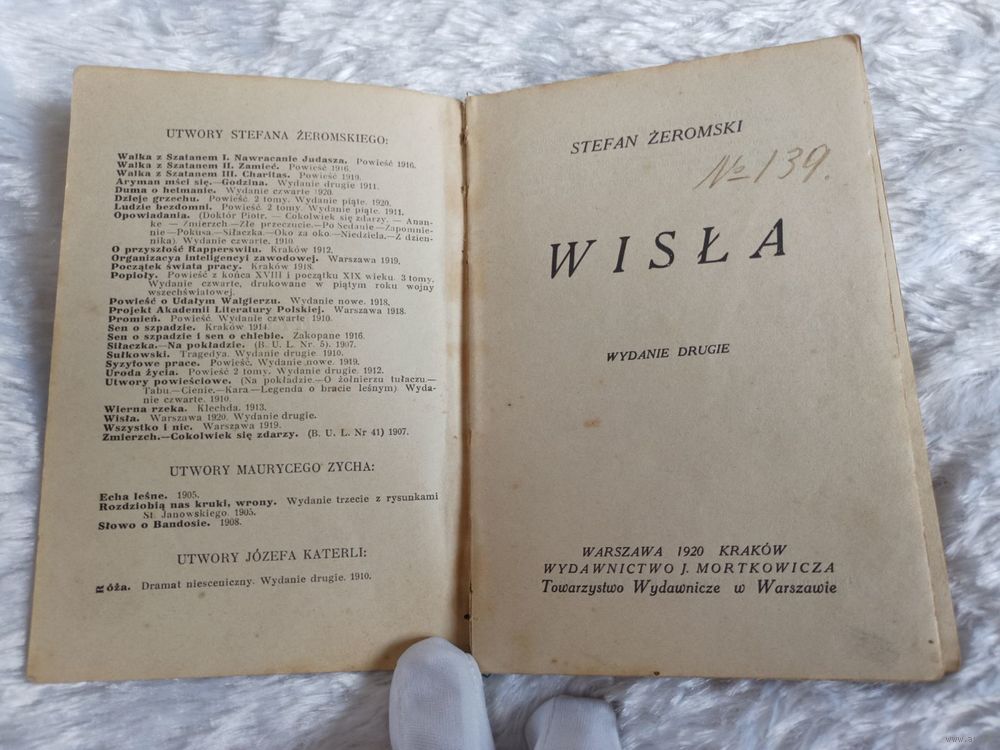 UTWORY STEFANA ŻEROMSKIEGO:
Walka z Szatanem I. Nawracanie Judasza. Powieść 1916.
Walka z Szatanem II. Zamieć. Powieść 1916.
Walka z Szatanem III. Charitas. Powieść 1919.
Aryman mści się.—Godzina. Wydanie drugie 1911.
Duma o hetmanie. Wydanie czwarte 1920.
Dzieje grzechu. Powieść. 2 tomy. Wydanie piąte. 1920.
Ludzie bezdomni. Powieść. 2 tomy. Wydanie piąte. 1911.
Opowiadania. (Doktór Piotr. — Cokolwiek się zdarzy. — Anan-
ke — Zmierzch.—Złe przeczucie.—Po Sedanie—Zapomnie-
nie—Pokusa.—Siłaczka.—Oko za oko.—Niedziela.—Z dzien-
nika). Wydanie czwarte. 1910.
O przyszłość Rapperswilu. Kraków 1912.
Organizacya inteligencyi zawodowej. Warszawa 1919.
Początek świata pracy. Kraków 1918.
Popioły. Powieść z końca XVIII i początku XIX wieku. 3 tomy.
Wydanie czwarte, drukowane w piątym roku wojny
wszechświatowej.
Powieść o Udałym Walgierzu. Wydanie nowe. 1918.
Projekt Akademii Literatury Polskiej. Warszawa 1918.
Promień. Powieść. Wydanie czwarte 1910.
Sen o szpadzie. Kraków 1914.
Sen o szpadzie i sen o chlebie. Zakopane 1916.
Siłaczka.—Na pokładzie. (B. U. L. Nr. 5). 1907.
Sułkowski. Tragedya. Wydanie drugie. 1910.
Syzyfowe prace. Powieść. Wydanie nowe. 1919.
Uroda życia. Powieść 2 tomy. Wydanie drugie. 1912.
Utwory powieściowe. (Na pokładzie.—O żołnierzu tułaczu.—
Tabu.—Cienie.—Kara.—Legenda o bracie leśnym) Wyda-
nie czwarte. 1910.
Wierna rzeka. Klechda. 1913.
Wisła. Warszawa 1920. Wydanie drugie.
Wszystko i nic. Warszawa 1919.
Zmierzch.—Cokolwiek się zdarzy. (B. U. L. Nr 41) 1907.
UTWORY MAURYCEGO ZYCHA:
Echa leśne. 1905.
Rozdziobią nas kruki, wrony. Wydanie trzecie z rysunkami
St. Janowskiego. 1905.
Słowo o Bandosie. 1908.
UTWORY JÓZEFA KATERLI:
Róża. Dramat niesceniczny. Wydanie drugie. 1910.
STEFAN ŻEROMSKI
№ 139.
WISŁA
WYDANIE DRUGIE
WARSZAWA 1920 KRAKÓW
WYDAWNICTWO J. MORTKOWICZA
Towarzystwo Wydawnicze w Warszawie